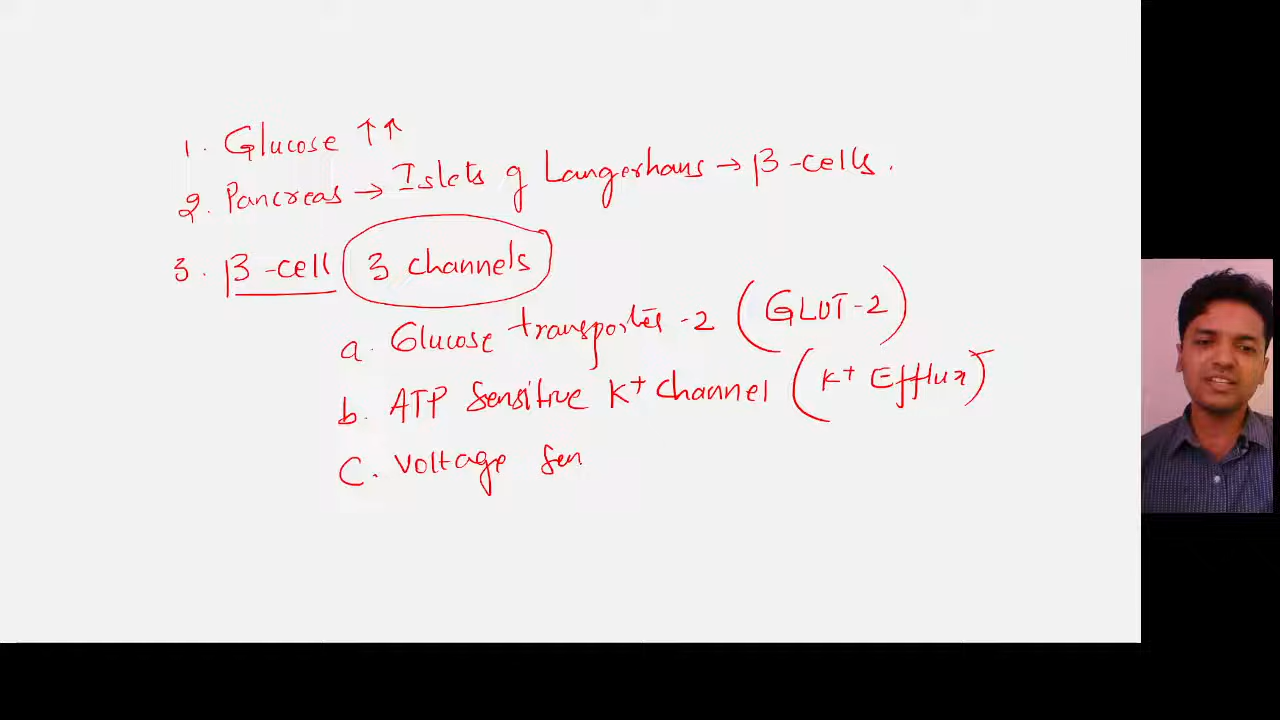 1. Glucose ↑↑
2. Pancreas → Islets of Langerhans → β-cells.
3. β-cell 3 channels
a. Glucose transporter -2 (GLUT-2)
b. ATP Sensitive K+ channel (K+ Efflux)
C. Voltage Sen